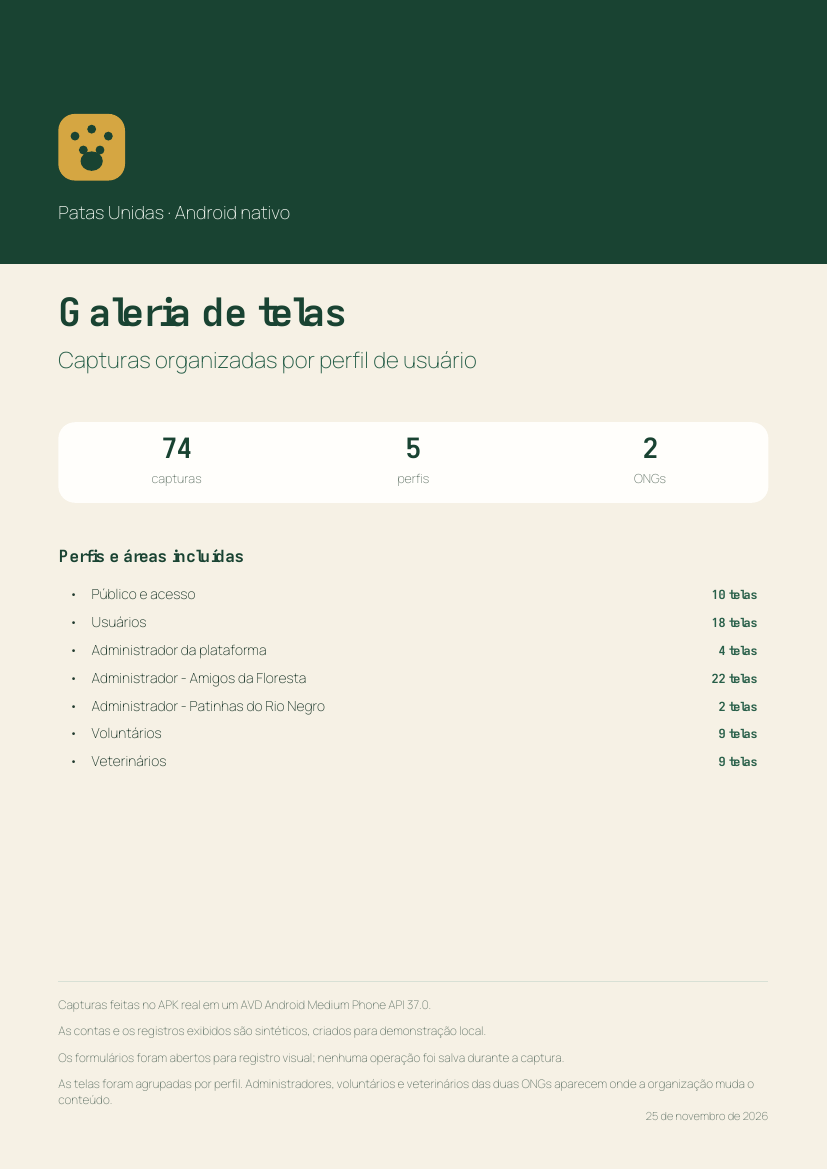 Patas Unidas · Android nativo
Galeria de telas
Capturas organizadas por perfil de usuário
74 5 2
capturas perfis ONGs
Perfis e áreas incluídas
• Público e acesso 10 telas
• Usuários 18 telas
• Administrador da plataforma 4 telas
• Administrador - Amigos da Floresta 22 telas
• Administrador - Patinhas do Rio Negro 2 telas
• Voluntários 9 telas
• Veterinários 9 telas
Capturas feitas no APK real em um AVD Android Medium Phone API 37.0.
As contas e os registros exibidos são sintéticos, criados para demonstração local.
Os formulários foram abertos para registro visual; nenhuma operação foi salva durante a captura.
As telas foram agrupadas por perfil. Administradores, voluntários e veterinários das duas ONGs aparecem onde a organização muda o
conteúdo.
25 de novembro de 2026